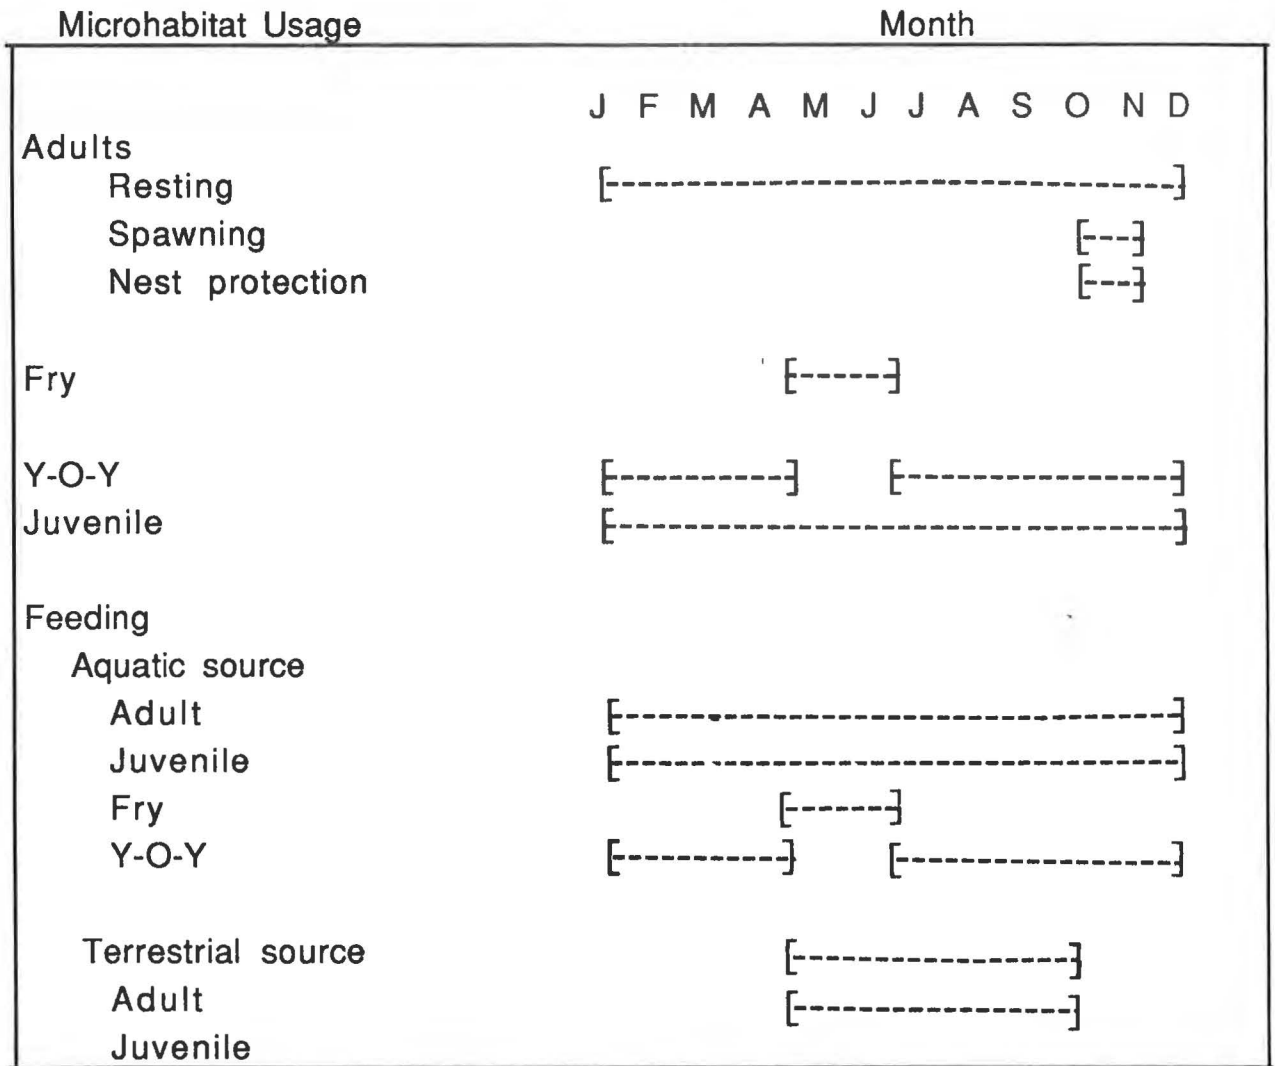 Microhabitat Usage Month
J F M A M J J A S O N D
Adults
Resting [--------------------------------------]
Spawning [----]
Nest protection [----]
Fry [-------]
Y-O-Y [------------] [-------------------]
Juvenile [--------------------------------------]
Feeding
Aquatic source
Adult [--------------------------------------]
Juvenile [--------------------------------------]
Fry [-------]
Y-O-Y [------------] [-------------------]
Terrestrial source [-------------------]
Adult [-------------------]
Juvenile